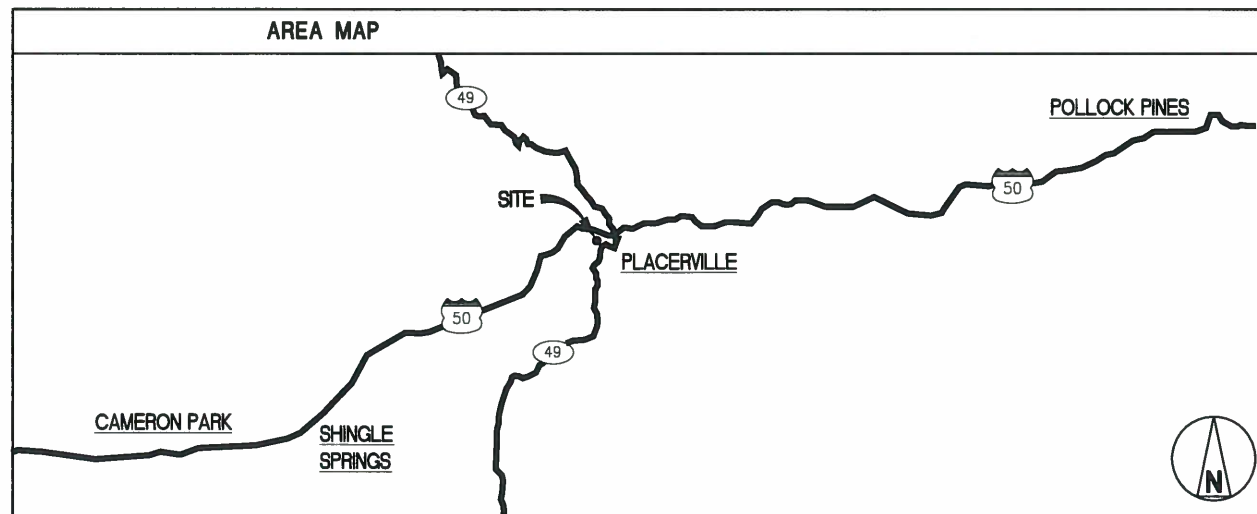 AREA MAP
49
POLLOCK PINES
50
SITE
PLACERVILLE
50
49
CAMERON PARK
SHINGLE
SPRINGS
N